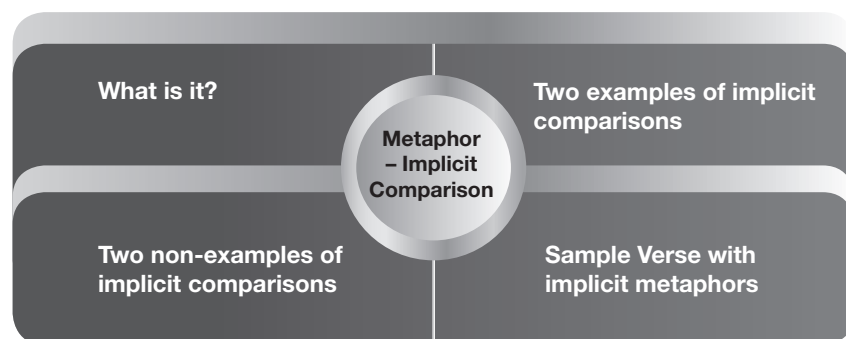 What is it?
Two examples of implicit
comparisons
Metaphor
– Implicit
Comparison
Two non-examples of
implicit comparisons
Sample Verse with
implicit metaphors